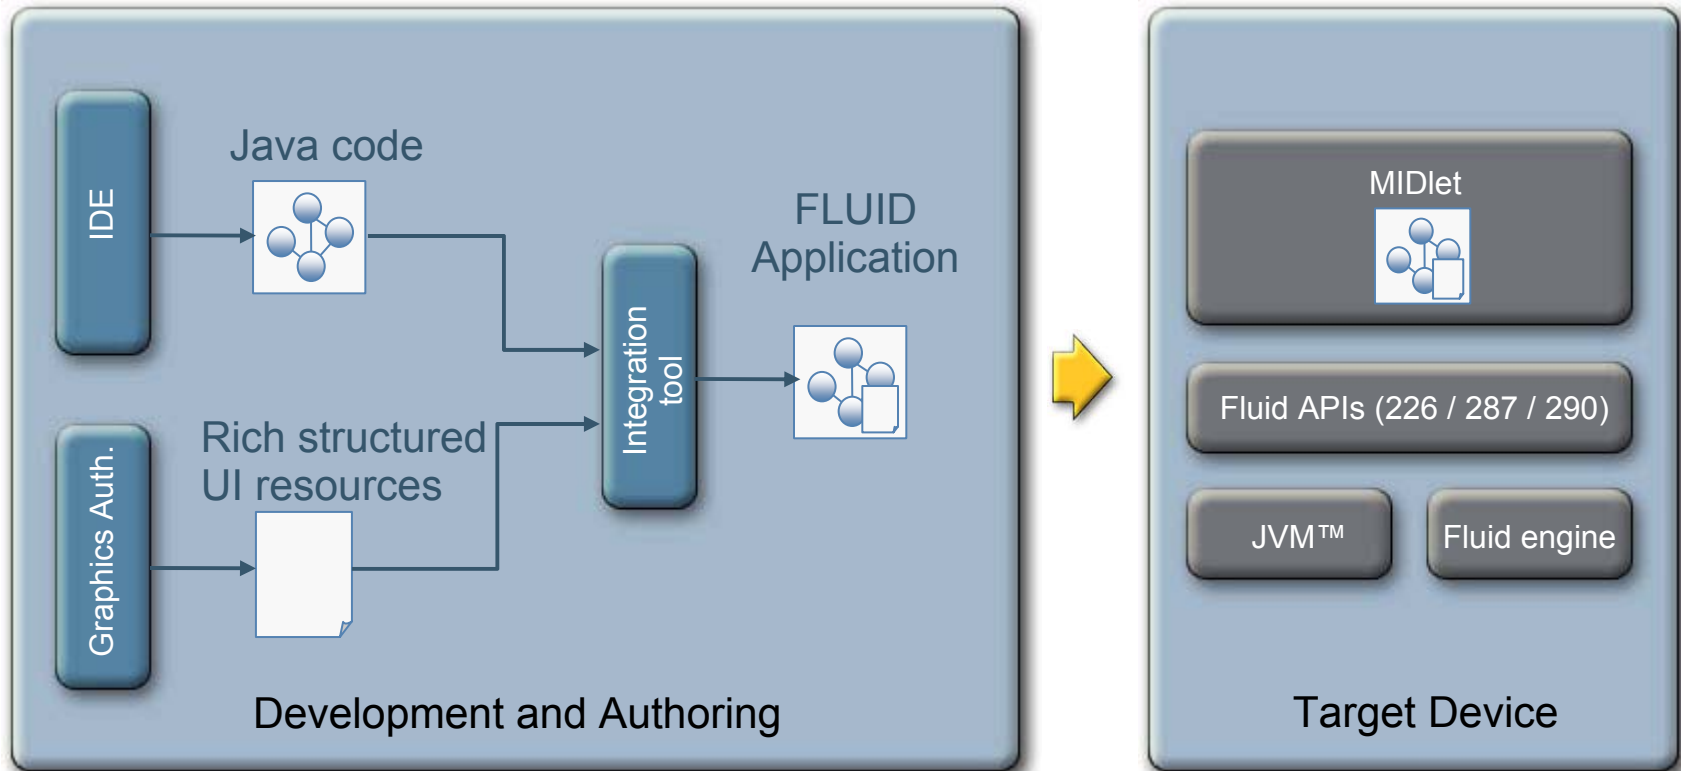 IDE
Java code
Rich structured
UI resources
Graphics Auth.
Integration
tool
FLUID
Application
Development and Authoring
MIDlet
Fluid APIs (226 / 287 / 290)
JVM™
Fluid engine
Target Device